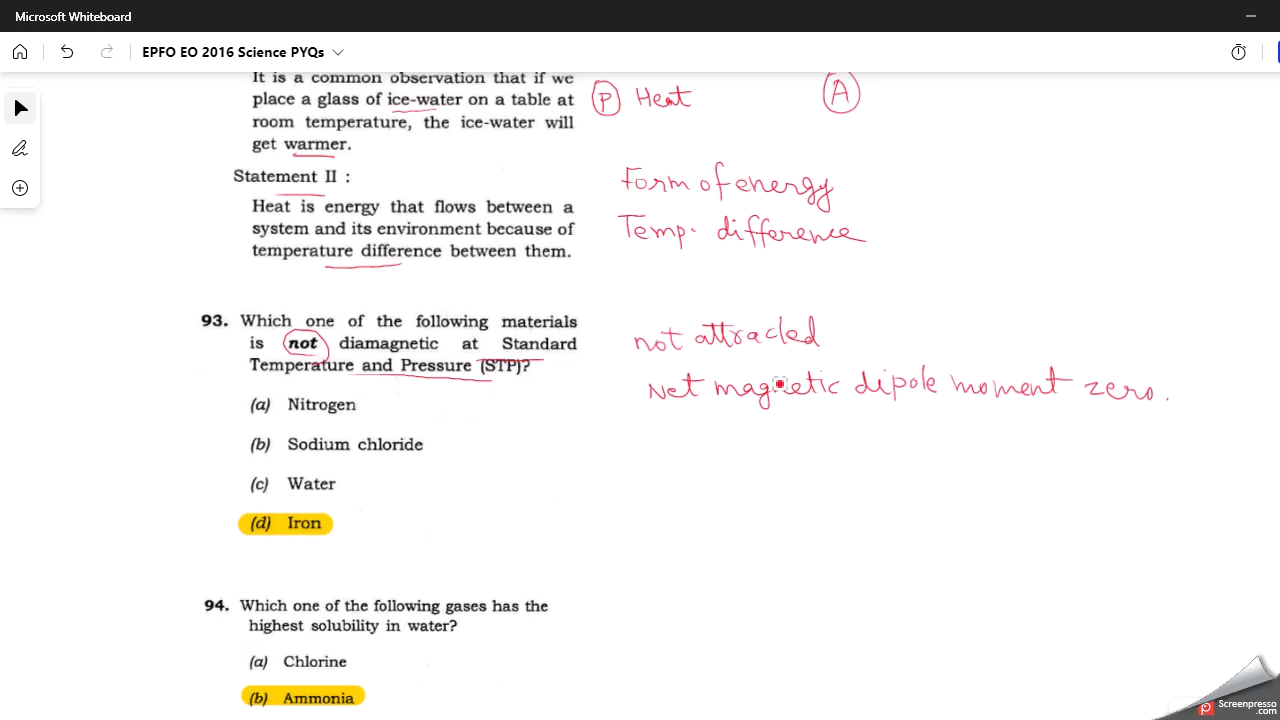 Microsoft Whiteboard
EPFO EO 2016 Science PYQs
It is a common observation that if we
place a glass of ice-water on a table at
room temperature, the ice-water will
get warmer.
P Heat
A
Statement II :
Heat is energy that flows between a
system and its environment because of
temperature difference between them.
Form of energy
Temp. difference
93. Which one of the following materials
is not diamagnetic at Standard
Temperature and Pressure (STP)?
(a) Nitrogen
(b) Sodium chloride
(c) Water
(d) Iron
not attracted
Net magnetic dipole moment zero.
94. Which one of the following gases has the
highest solubility in water?
(a) Chlorine
(b) Ammonia
Screenpresso
.com